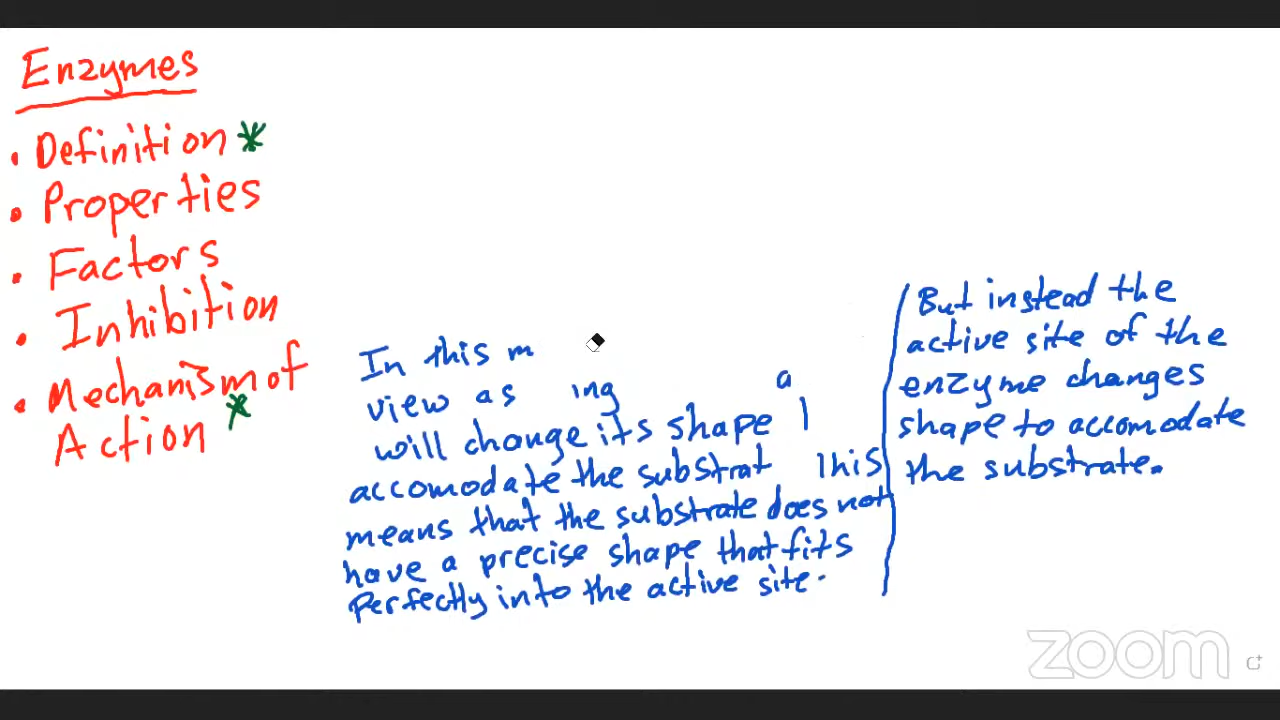 Enzymes
• Definition *
• Properties
• Factors
• Inhibition
• Mechanism of
Action *
In this m
view as ing a
will change its shape
accomodate the substrat This
means that the substrate does not
have a precise shape that fits
Perfectly into the active site.
But instead the
active site of the
enzyme changes
shape to accomodate
the substrate.
zoom